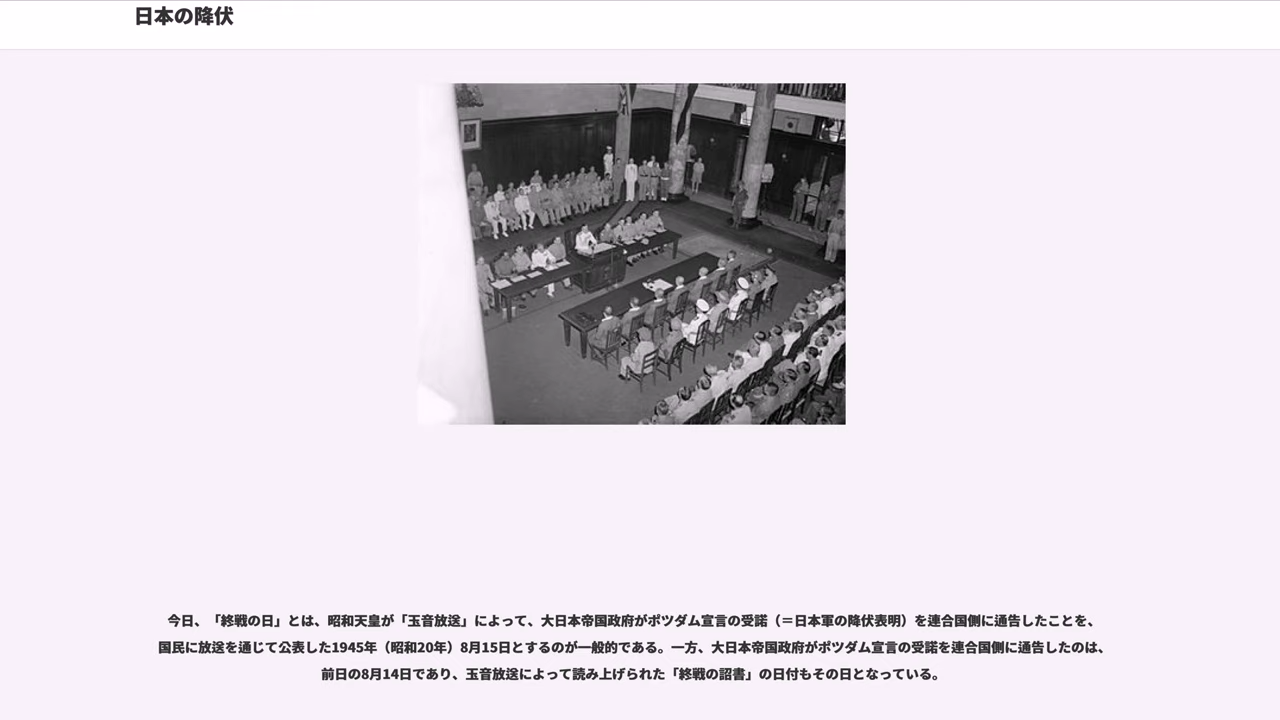 日本の降伏
今日、「終戦の日」とは、昭和天皇が「玉音放送」によって、大日本帝国政府がポツダム宣言の受諾（＝日本軍の降伏表明）を連合国側に通告したことを、
国民に放送を通じて公表した1945年（昭和20年）8月15日とするのが一般的である。一方、大日本帝国政府がポツダム宣言の受諾を連合国側に通告したのは、
前日の8月14日であり、玉音放送によって読み上げられた「終戦の詔書」の日付もその日となっている。